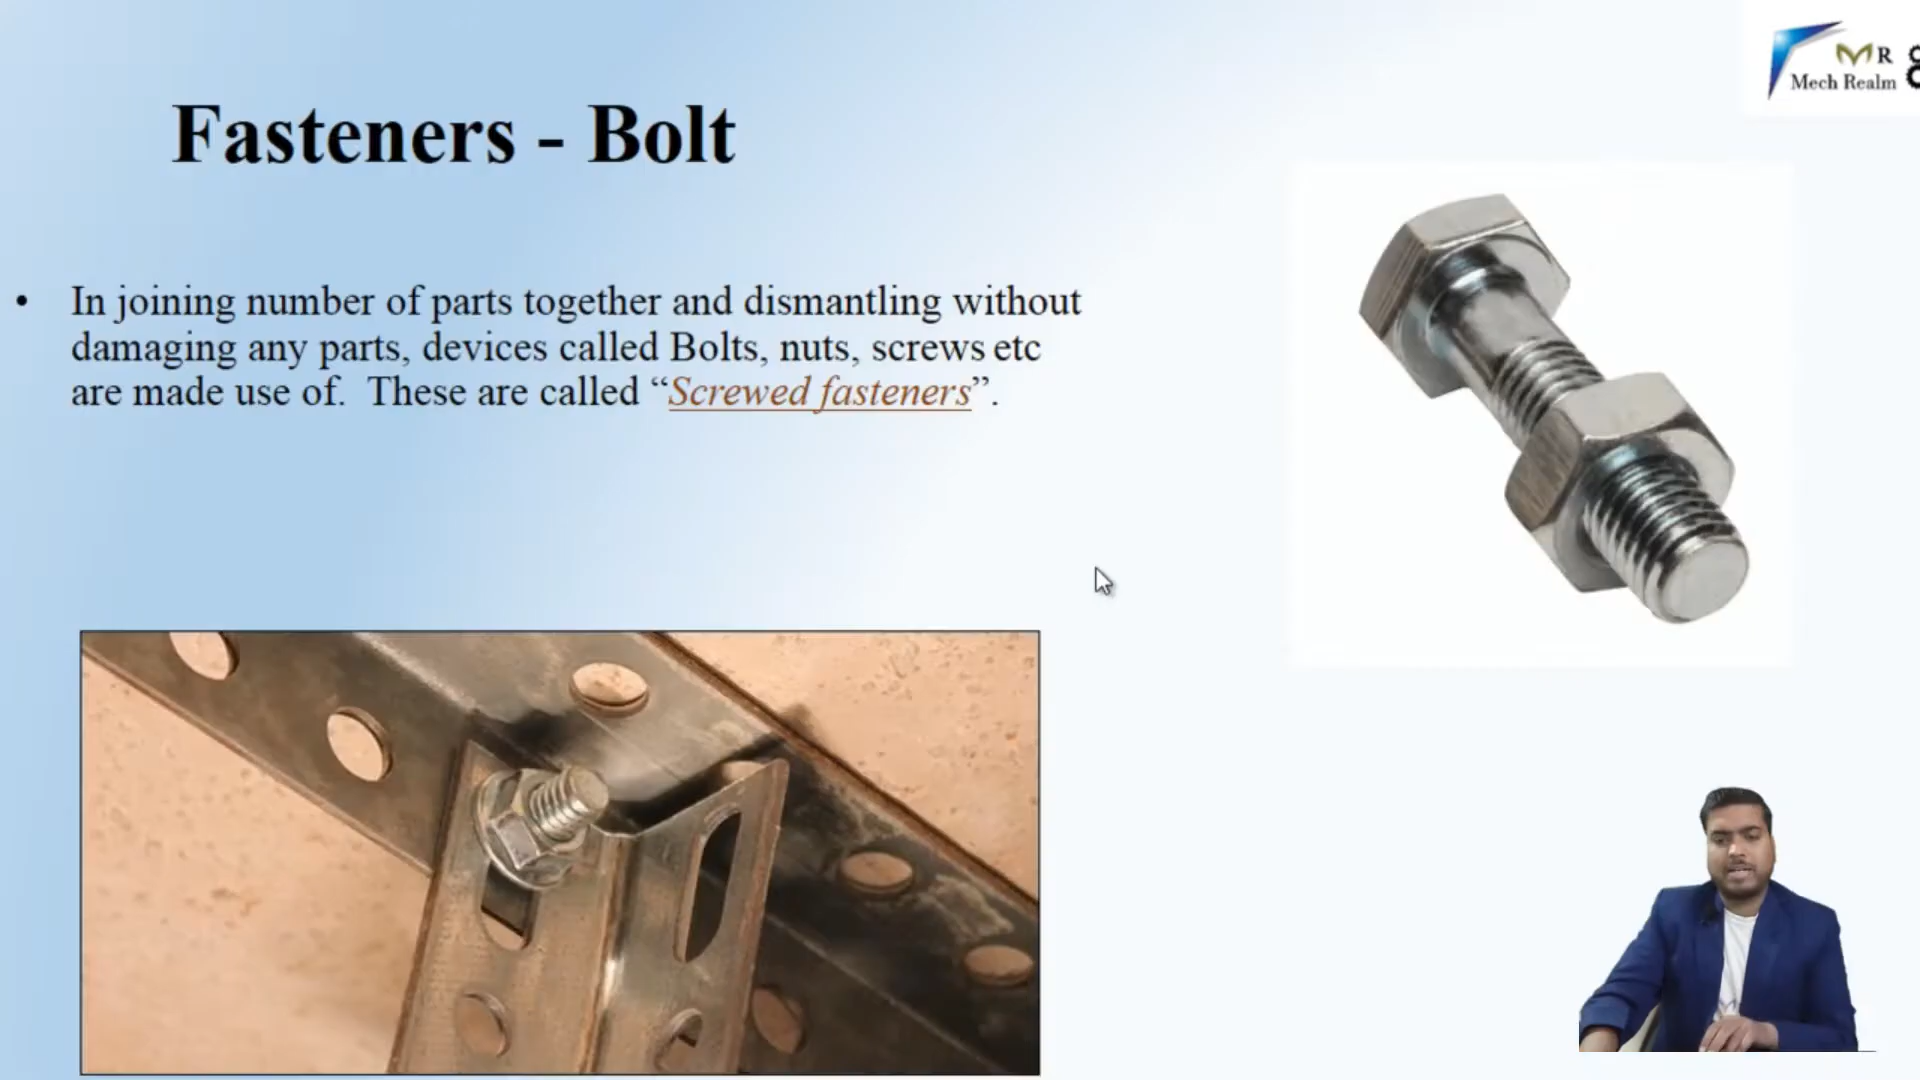 MR
Mech Realm
Fasteners - Bolt
• In joining number of parts together and dismantling without
damaging any parts, devices called Bolts, nuts, screws etc
are made use of. These are called “Screwed fasteners”.